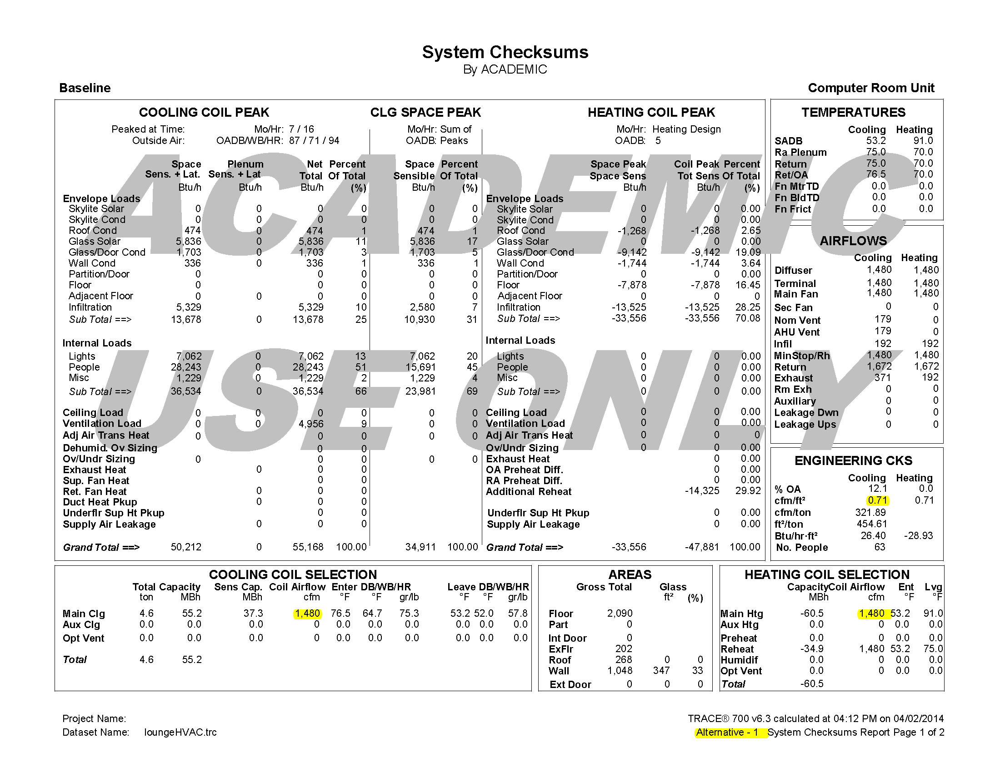 System Checksums
By ACADEMIC
Baseline
Computer Room Unit
ACADEMIC
USE ONLY
COOLING COIL PEAK
Peaked at Time: Mo/Hr: 7 / 16
Outside Air: OADB/WB/HR: 87 / 71 / 94
CLG SPACE PEAK
Mo/Hr: Sum of
OADB: Peaks
HEATING COIL PEAK
Mo/Hr: Heating Design
OADB: 5
Space Plenum Net Percent Space Percent
Sens. + Lat. Sens. + Lat Total Of Total Sensible Of Total
Btu/h Btu/h Btu/h (%) Btu/h (%)
Envelope Loads
Skylite Solar 0 0 0 0 0 0
Skylite Cond 0 0 0 0 0 0
Roof Cond 474 0 474 1 474 1
Glass Solar 5,836 0 5,836 11 5,836 17
Glass/Door Cond 1,703 0 1,703 3 1,703 5
Wall Cond 336 0 336 1 336 1
Partition/Door 0 0 0 0 0
Floor 0 0 0 0 0
Adjacent Floor 0 0 0 0 0 0
Infiltration 5,329 5,329 10 2,580 7
Sub Total ==> 13,678 0 13,678 25 10,930 31
Internal Loads
Lights 7,062 0 7,062 13 7,062 20
People 28,243 0 28,243 51 15,691 45
Misc 1,229 0 1,229 2 1,229 4
Sub Total ==> 36,534 0 36,534 66 23,981 69
Ceiling Load 0 0 0 0 0 0
Ventilation Load 0 0 4,956 9 0 0
Adj Air Trans Heat 0 0 0 0 0
Dehumid. Ov Sizing 0 0
Ov/Undr Sizing 0 0 0 0 0
Exhaust Heat 0 0 0
Sup. Fan Heat 0 0
Ret. Fan Heat 0 0 0
Duct Heat Pkup 0 0 0
Underflr Sup Ht Pkup 0 0
Supply Air Leakage 0 0 0
Grand Total ==> 50,212 0 55,168 100.00 34,911 100.00
Space Peak Coil Peak Percent
Space Sens Tot Sens Of Total
Btu/h Btu/h (%)
Envelope Loads
Skylite Solar 0 0 0.00
Skylite Cond 0 0 0.00
Roof Cond -1,268 -1,268 2.65
Glass Solar 0 0 0.00
Glass/Door Cond -9,142 -9,142 19.09
Wall Cond -1,744 -1,744 3.64
Partition/Door 0 0 0.00
Floor -7,878 -7,878 16.45
Adjacent Floor 0 0 0
Infiltration -13,525 -13,525 28.25
Sub Total ==> -33,556 -33,556 70.08
Internal Loads
Lights 0 0 0.00
People 0 0 0.00
Misc 0 0 0.00
Sub Total ==> 0 0 0.00
Ceiling Load 0 0 0.00
Ventilation Load 0 0 0.00
Adj Air Trans Heat 0 0 0
Ov/Undr Sizing 0 0 0.00
Exhaust Heat 0 0.00
OA Preheat Diff. 0 0.00
RA Preheat Diff. 0 0.00
Additional Reheat -14,325 29.92
Underflr Sup Ht Pkup 0 0.00
Supply Air Leakage 0 0.00
Grand Total ==> -33,556 -47,881 100.00
TEMPERATURES
Cooling Heating
SADB 53.2 91.0
Ra Plenum 75.0 70.0
Return 75.0 70.0
Ret/OA 76.5 70.0
Fn MtrTD 0.0 0.0
Fn BldTD 0.0 0.0
Fn Frict 0.0 0.0
AIRFLOWS
Cooling Heating
Diffuser 1,480 1,480
Terminal 1,480 1,480
Main Fan 1,480 1,480
Sec Fan 0 0
Nom Vent 179 0
AHU Vent 179 0
Infil 192 192
MinStop/Rh 1,480 1,480
Return 1,672 1,672
Exhaust 371 192
Rm Exh 0 0
Auxiliary 0 0
Leakage Dwn 0 0
Leakage Ups 0 0
ENGINEERING CKS
Cooling Heating
% OA 12.1 0.0
cfm/ft² 0.71 0.71
cfm/ton 321.89
ft²/ton 454.61
Btu/hr·ft² 26.40 -28.93
No. People 63
COOLING COIL SELECTION
Total Capacity Sens Cap. Coil Airflow Enter DB/WB/HR Leave DB/WB/HR
ton MBh MBh cfm °F °F gr/lb °F °F gr/lb
Main Clg 4.6 55.2 37.3 1,480 76.5 64.7 75.3 53.2 52.0 57.8
Aux Clg 0.0 0.0 0.0 0 0.0 0.0 0.0 0.0 0.0 0.0
Opt Vent 0.0 0.0 0.0 0 0.0 0.0 0.0 0.0 0.0 0.0
Total 4.6 55.2
AREAS
Gross Total Glass
ft² (%)
Floor 2,090
Part 0
Int Door 0
ExFlr 202
Roof 268 0 0
Wall 1,048 347 33
Ext Door 0 0 0
HEATING COIL SELECTION
Capacity Coil Airflow Ent Lvg
MBh cfm °F °F
Main Htg -60.5 1,480 53.2 91.0
Aux Htg 0.0 0 0.0 0.0
Preheat 0.0 0 0.0 0.0
Reheat -34.9 1,480 53.2 75.0
Humidif 0.0 0 0.0 0.0
Opt Vent 0.0 0 0.0 0.0
Total -60.5
Project Name:
Dataset Name: loungeHVAC.trc
TRACE® 700 v6.3 calculated at 04:12 PM on 04/02/2014
Alternative - 1 System Checksums Report Page 1 of 2